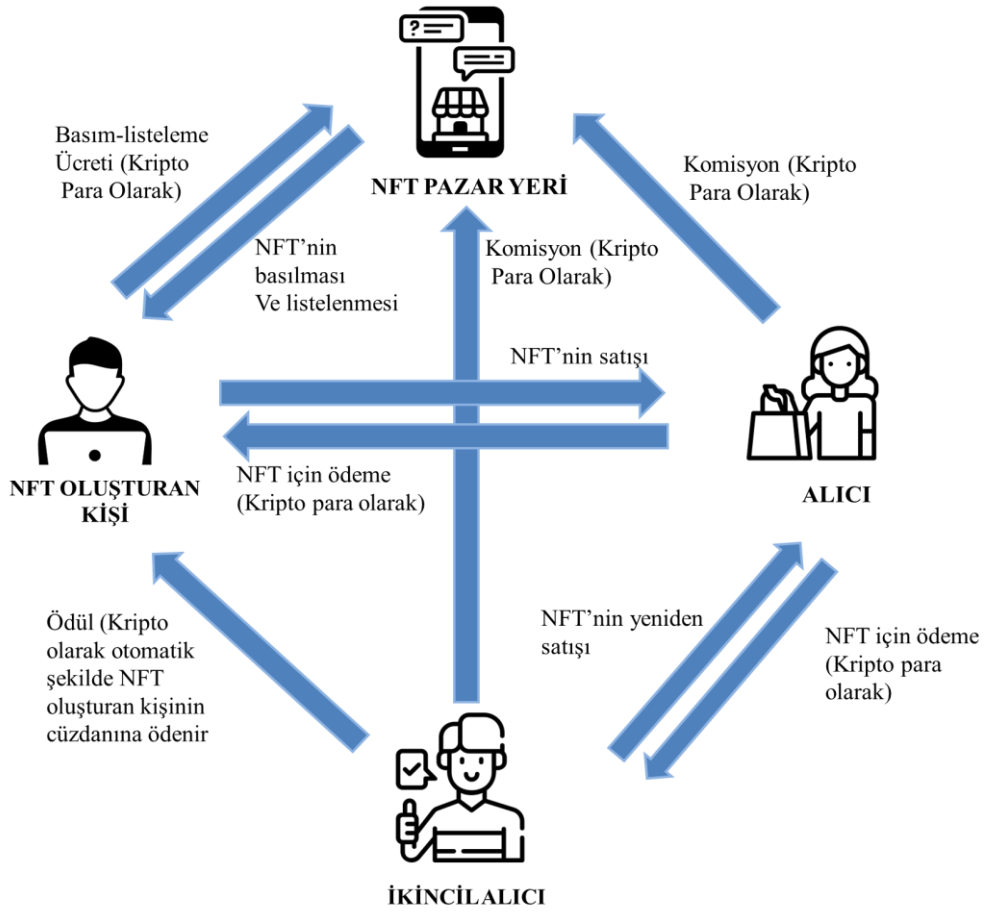 ?
NFT PAZAR YERİ
Basım-listeleme
Ücreti (Kripto
Para Olarak)
NFT’nin
basılması
Ve listelenmesi
Komisyon (Kripto
Para Olarak)
Komisyon (Kripto
Para Olarak)
NFT’nin satışı
NFT için ödeme
(Kripto para olarak)
NFT OLUŞTURAN
KİŞİ
ALICI
Ödül (Kripto
olarak otomatik
şekilde NFT
oluşturan kişinin
cüzdanına ödenir
NFT’nin yeniden
satışı
NFT için ödeme
(Kripto para
olarak)
İKİNCİL ALICI